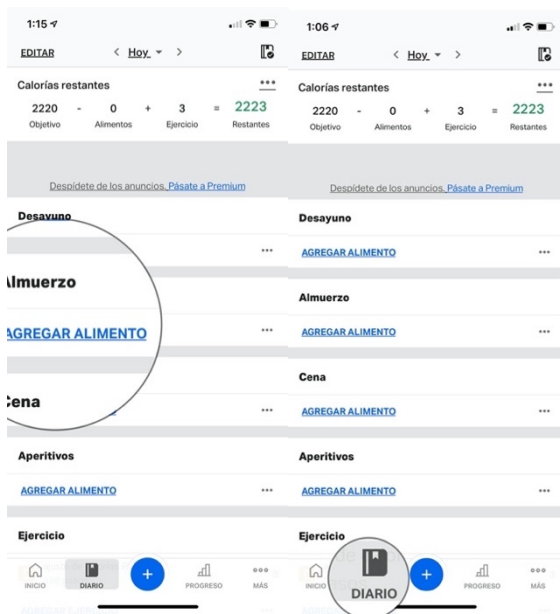 1:15
EDITAR < Hoy >
Calorías restantes
2220 - 0 + 3 = 2223
Objetivo Alimentos Ejercicio Restantes
Despídete de los anuncios. Pásate a Premium
Desayuno
Almuerzo
AGREGAR ALIMENTO
Cena
Aperitivos
AGREGAR ALIMENTO
Ejercicio
INICIO DIARIO + PROGRESO MÁS
1:06
EDITAR < Hoy >
Calorías restantes
2220 - 0 + 3 = 2223
Objetivo Alimentos Ejercicio Restantes
Despídete de los anuncios. Pásate a Premium
Desayuno
AGREGAR ALIMENTO
Almuerzo
AGREGAR ALIMENTO
Cena
AGREGAR ALIMENTO
Aperitivos
AGREGAR ALIMENTO
Ejercicio
INICIO DIARIO + PROGRESO MÁS